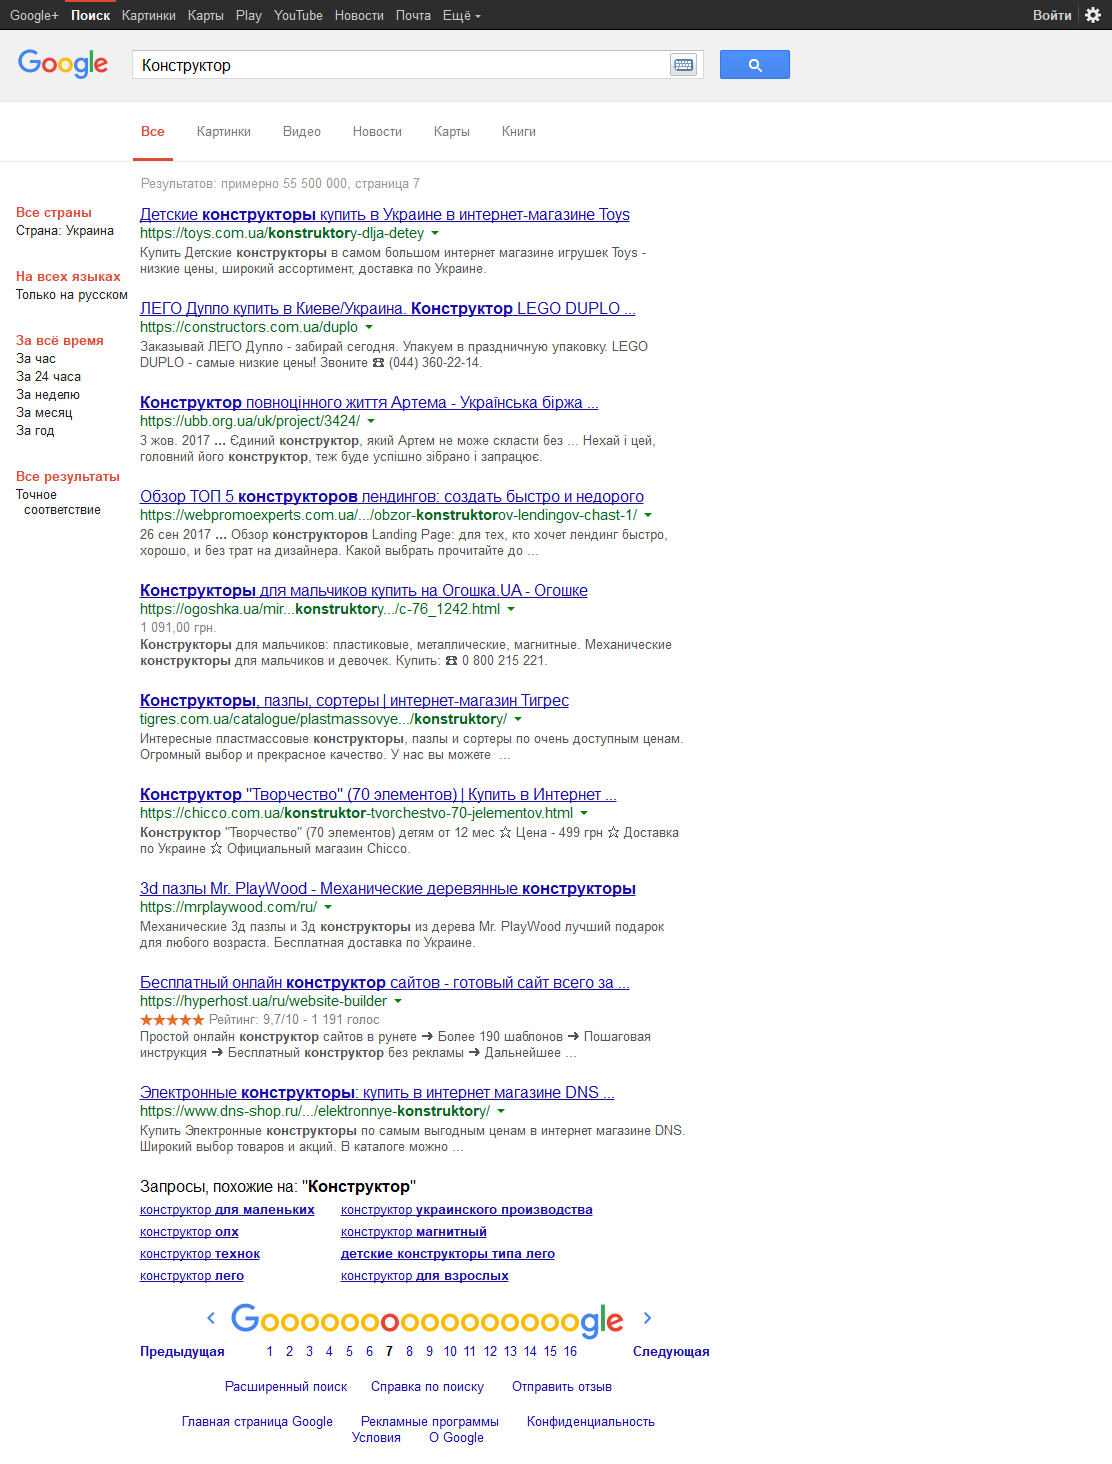 Google+ Поиск Картинки Карты Play YouTube Новости Почта Ещё Войти
Google Конструктор
Все Картинки Видео Новости Карты Книги
Результатов: примерно 55 500 000, страница 7
Все страны
Страна: Украина
На всех языках
Только на русском
За всё время
За час
За 24 часа
За неделю
За месяц
За год
Все результаты
Точное
соответствие
Детские конструкторы купить в Украине в интернет-магазине Toys
https://toys.com.ua/konstruktory-dlja-detey
Купить Детские конструкторы в самом большом интернет магазине игрушек Toys -
низкие цены, широкий ассортимент, доставка по Украине.
ЛЕГО Дупло купить в Киеве/Украина. Конструктор LEGO DUPLO ...
https://constructors.com.ua/duplo
Заказывай ЛЕГО Дупло - забирай сегодня. Упакуем в праздничную упаковку. LEGO
DUPLO - самые низкие цены! Звоните ☎ (044) 360-22-14.
Конструктор повноцінного життя Артема - Українська біржа ...
https://ubb.org.ua/uk/project/3424/
3 жов. 2017 ... Єдиний конструктор, який Артем не може скласти без ... Нехай і цей,
головний його конструктор, теж буде успішно зібрано і запрацює.
Обзор ТОП 5 конструкторов лендингов: создать быстро и недорого
https://webpromoexperts.com.ua/.../obzor-konstruktorov-lendingov-chast-1/
26 сен 2017 ... Обзор конструкторов Landing Page: для тех, кто хочет лендинг быстро,
хорошо, и без трат на дизайнера. Какой выбрать прочитайте до ...
Конструкторы для мальчиков купить на Огошка.UA - Огошке
https://ogoshka.ua/mir...konstruktory.../c-76_1242.html
1 091,00 грн.
Конструкторы для мальчиков: пластиковые, металлические, магнитные. Механические
конструкторы для мальчиков и девочек. Купить: ☎ 0 800 215 221.
Конструкторы, пазлы, сортеры | интернет-магазин Тигрес
tigres.com.ua/catalogue/plastmassovye.../konstruktory/
Интересные пластмассовые конструкторы, пазлы и сортеры по очень доступным ценам.
Огромный выбор и прекрасное качество. У нас вы можете ...
Конструктор "Творчество" (70 элементов) | Купить в Интернет ...
https://chicco.com.ua/konstruktor-tvorchestvo-70-jelementov.html
Конструктор "Творчество" (70 элементов) детям от 12 мес ☆ Цена - 499 грн ☆ Доставка
по Украине ☆ Официальный магазин Chicco.
3d пазлы Mr. PlayWood - Механические деревянные конструкторы
https://mrplaywood.com/ru/
Механические 3д пазлы и 3д конструкторы из дерева Mr. PlayWood лучший подарок
для любого возраста. Бесплатная доставка по Украине.
Бесплатный онлайн конструктор сайтов - готовый сайт всего за ...
https://hyperhost.ua/ru/website-builder
★★★★★ Рейтинг: 9,7/10 - 1 191 голос
Простой онлайн конструктор сайтов в рунете ➜ Более 190 шаблонов ➜ Пошаговая
инструкция ➜ Бесплатный конструктор без рекламы ➜ Дальнейшее ...
Электронные конструкторы: купить в интернет магазине DNS ...
https://www.dns-shop.ru/.../elektronnye-konstruktory/
Купить Электронные конструкторы по самым выгодным ценам в интернет магазине DNS.
Широкий выбор товаров и акций. В каталоге можно ...
Запросы, похожие на: "Конструктор"
конструктор для маленьких конструктор украинского производства
конструктор олх конструктор магнитный
конструктор технок детские конструкторы типа лего
конструктор лего конструктор для взрослых
Goooooooooooooooooogle
Предыдущая 1 2 3 4 5 6 7 8 9 10 11 12 13 14 15 16 Следующая
Расширенный поиск Справка по поиску Отправить отзыв
Главная страница Google Рекламные программы Конфиденциальность
Условия О Google